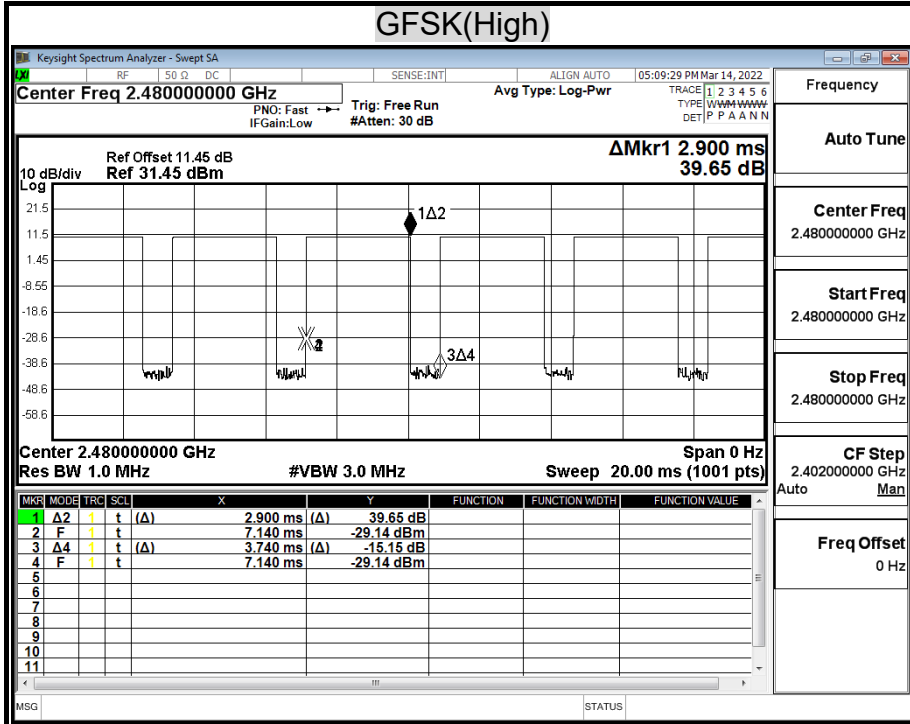 GFSK(High)
Keysight Spectrum Analyzer - Swept SA
LXI RF 50 Ω DC SENSE:INT ALIGN AUTO 05:09:29 PM Mar 14, 2022
Center Freq 2.480000000 GHz
PNO: Fast
IFGain:Low
Trig: Free Run
#Atten: 30 dB
Avg Type: Log-Pwr
TRACE 1 2 3 4 5 6
TYPE WWMWWWW
DET P P A A N N
Ref Offset 11.45 dB
10 dB/div Ref 31.45 dBm
Log
ΔMkr1 2.900 ms
39.65 dB
21.5
11.5
1.45
-8.55
-18.6
-28.6
-38.6
-48.6
-58.6
1Δ2
3Δ4
Center 2.480000000 GHz Span 0 Hz
Res BW 1.0 MHz #VBW 3.0 MHz Sweep 20.00 ms (1001 pts)
MKR MODE TRC SCL X Y FUNCTION FUNCTION WIDTH FUNCTION VALUE
1 Δ2 1 t (Δ) 2.900 ms (Δ) 39.65 dB
2 F 1 t 7.140 ms -29.14 dBm
3 Δ4 1 t (Δ) 3.740 ms (Δ) -15.15 dB
4 F 1 t 7.140 ms -29.14 dBm
5
6
7
8
9
10
11
MSG STATUS
Frequency
Auto Tune
Center Freq
2.480000000 GHz
Start Freq
2.480000000 GHz
Stop Freq
2.480000000 GHz
CF Step
2.402000000 GHz
Auto Man
Freq Offset
0 Hz